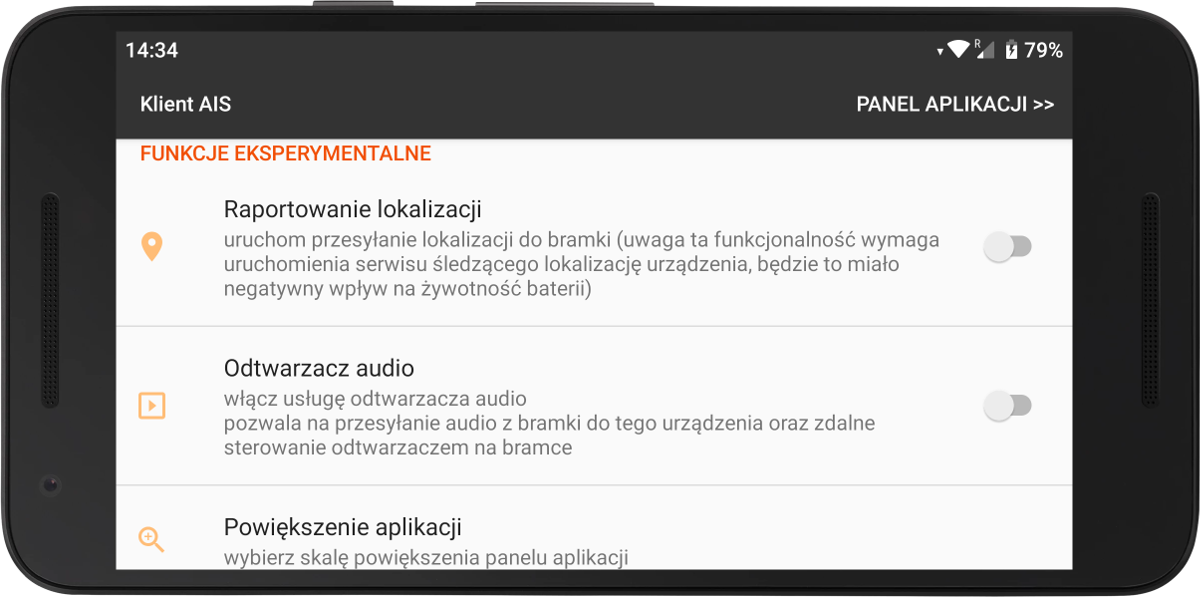 14:34
R 79%
Klient AIS
PANEL APLIKACJI >>
FUNKCJE EKSPERYMENTALNE
Raportowanie lokalizacji
uruchom przesyłanie lokalizacji do bramki (uwaga ta funkcjonalność wymaga
uruchomienia serwisu śledzącego lokalizację urządzenia, będzie to miało
negatywny wpływ na żywotność baterii)
Odtwarzacz audio
włącz usługę odtwarzacza audio
pozwala na przesyłanie audio z bramki do tego urządzenia oraz zdalne
sterowanie odtwarzaczem na bramce
Powiększenie aplikacji
wybierz skalę powiększenia panelu aplikacji